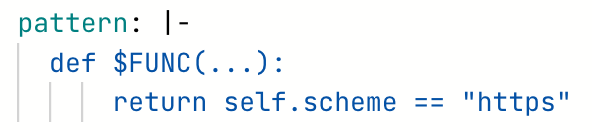 pattern: |-
  def $FUNC(...):
      return self.scheme == "https"